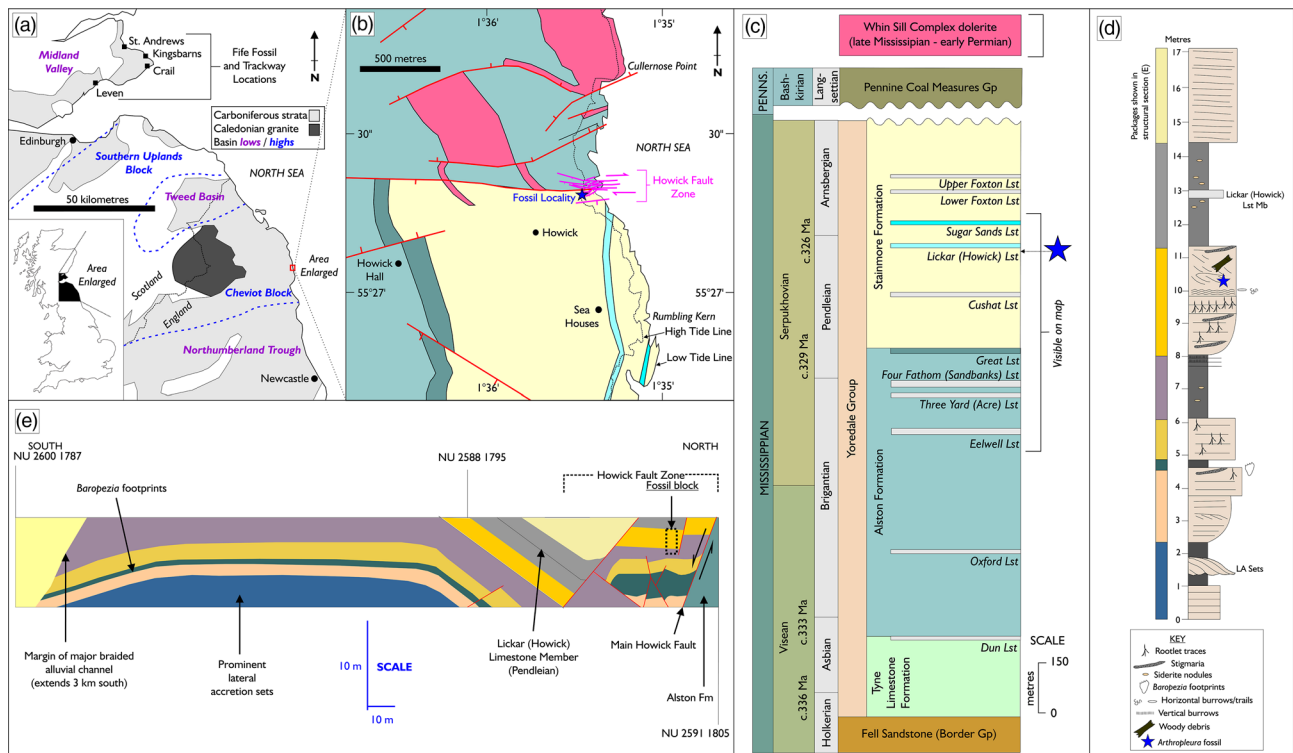 (a)
St. Andrews
Kingsbarns
Crail
Leven
Midland
Valley
Fife Fossil
and Trackway
Locations
N
Carboniferous strata
Caledonian granite
Basin lows / highs
Edinburgh
Southern Uplands
Block
NORTH SEA
50 kilometres
Tweed Basin
Area
Enlarged
Area
Enlarged
Scotland
England
Cheviot Block
Northumberland Trough
Newcastle
(b)
1°36'
1°35'
500 metres
Cullernose Point
N
30"
30"
NORTH SEA
Howick Fault
Zone
Fossil Locality
Howick
Howick
Hall
55°27'
55°27'
Sea
Houses
Rumbling Kern
High Tide Line
Low Tide Line
1°36'
1°35'
(c)
Whin Sill Complex dolerite
(late Missipian - early Permian)
PENNS.
Bash-
kirian
Lang-
settian
Pennine Coal Measures Gp
MISSISSIPPIAN
Serpukhovian
Visean
c.326 Ma
c.329 Ma
c.333 Ma
c.336 Ma
Arnsbergian
Pendleian
Brigantian
Asbian
Holkerian
Yoredale Group
Stainmore Formation
Alston Formation
Tyne
Limestone
Formation
Upper Foxton Lst
Lower Foxton Lst
Sugar Sands Lst
Lickar (Howick) Lst
Cushat Lst
Great Lst
Four Fathom (Sandbanks) Lst
Three Yard (Acre) Lst
Eelwell Lst
Oxford Lst
Dun Lst
Visible on map
SCALE
150
metres
0
Fell Sandstone (Border Gp)
(d)
Metres
Packages shown in
structural section (E)
17
16
15
14
13
12
11
10
9
8
7
6
5
4
3
2
1
0
Lickar (Howick)
Lst Mb
LA Sets
KEY
Rootlet traces
Stigmaria
Siderite nodules
Baropezia footprints
Horizontal burrows/trails
Vertical burrows
Woody debris
Arthropleura fossil
(e)
SOUTH
NU 2600 1787
NU 2588 1795
NORTH
Howick Fault Zone
Fossil block
Baropezia footprints
Margin of major braided
alluvial channel
(extends 3 km south)
Prominent
lateral
accretion sets
10 m
SCALE
10 m
Lickar (Howick)
Limestone Member
(Pendleian)
Main Howick Fault
Alston Fm
NU 2591 1805